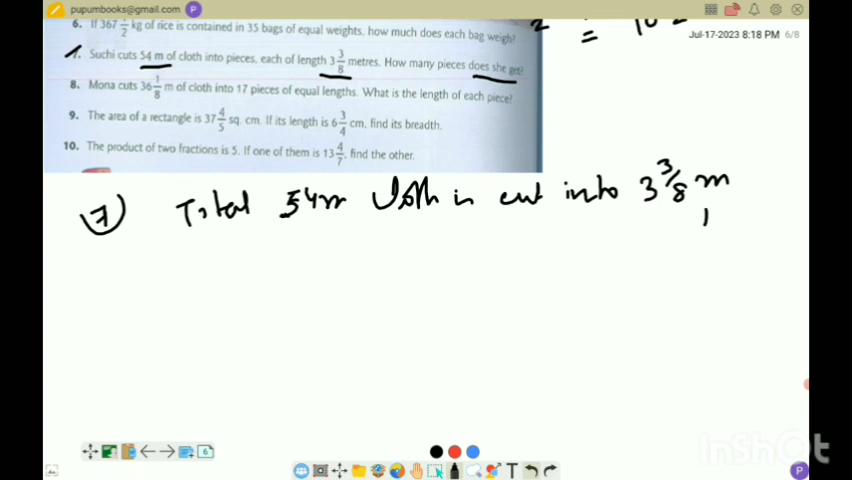 pupumbooks@gmail.com P
Jul-17-2023 8:18 PM 6/8
6. If 367 1/2 kg of rice is contained in 35 bags of equal weights, how much does each bag weigh?
2 = 10
7. Suchi cuts 54 m of cloth into pieces, each of length 3 3/8 metres. How many pieces does she get?
8. Mona cuts 36 1/8 m of cloth into 17 pieces of equal lengths. What is the length of each piece?
9. The area of a rectangle is 37 4/5 sq. cm. If its length is 6 3/4 cm, find its breadth.
10. The product of two fractions is 5. If one of them is 13 4/7, find the other.
7 Total 54m cloth is cut into 3 3/8 m
InShOt
6
T
P